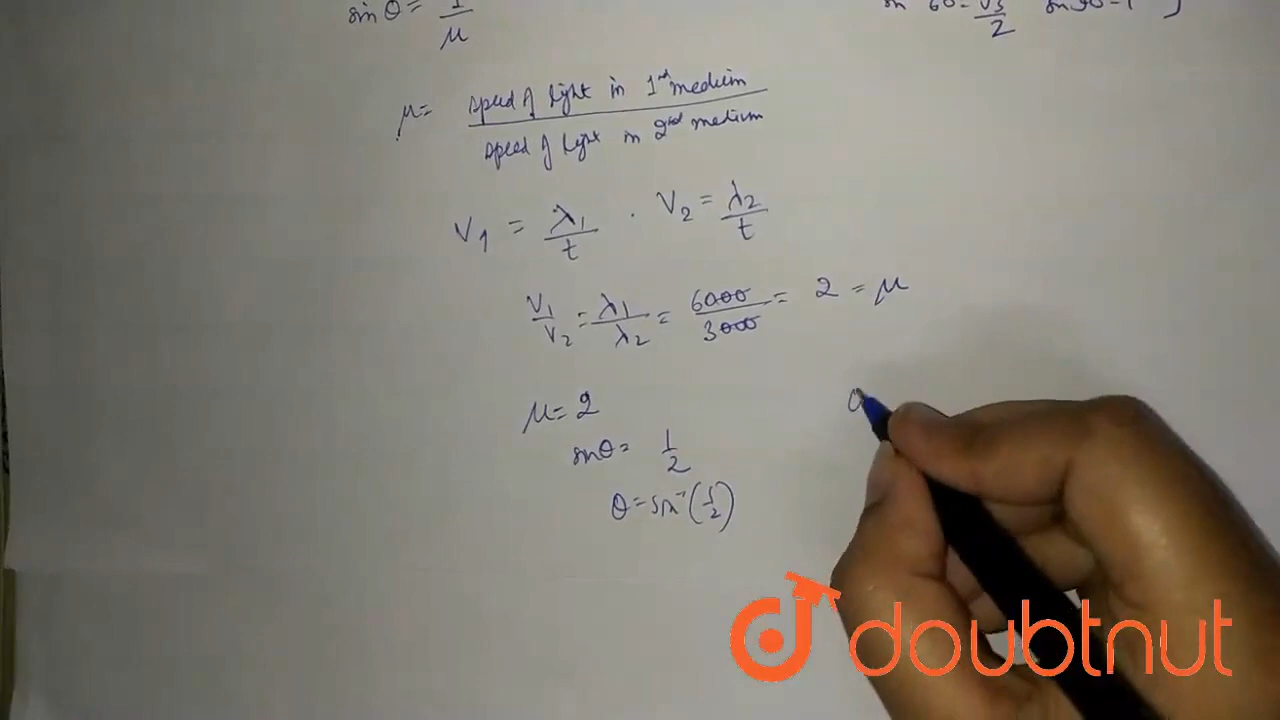 sin θ = 1/μ
60 = √3/2
μ = speed of light in 1st medium / speed of light in 2nd medium
V1 = λ1/t . V2 = λ2/t
V1/V2 = λ1/λ2 = 6000/3000 = 2 = μ
μ = 2
sinθ = 1/2
θ = sin⁻¹(1/2)
doubtnut